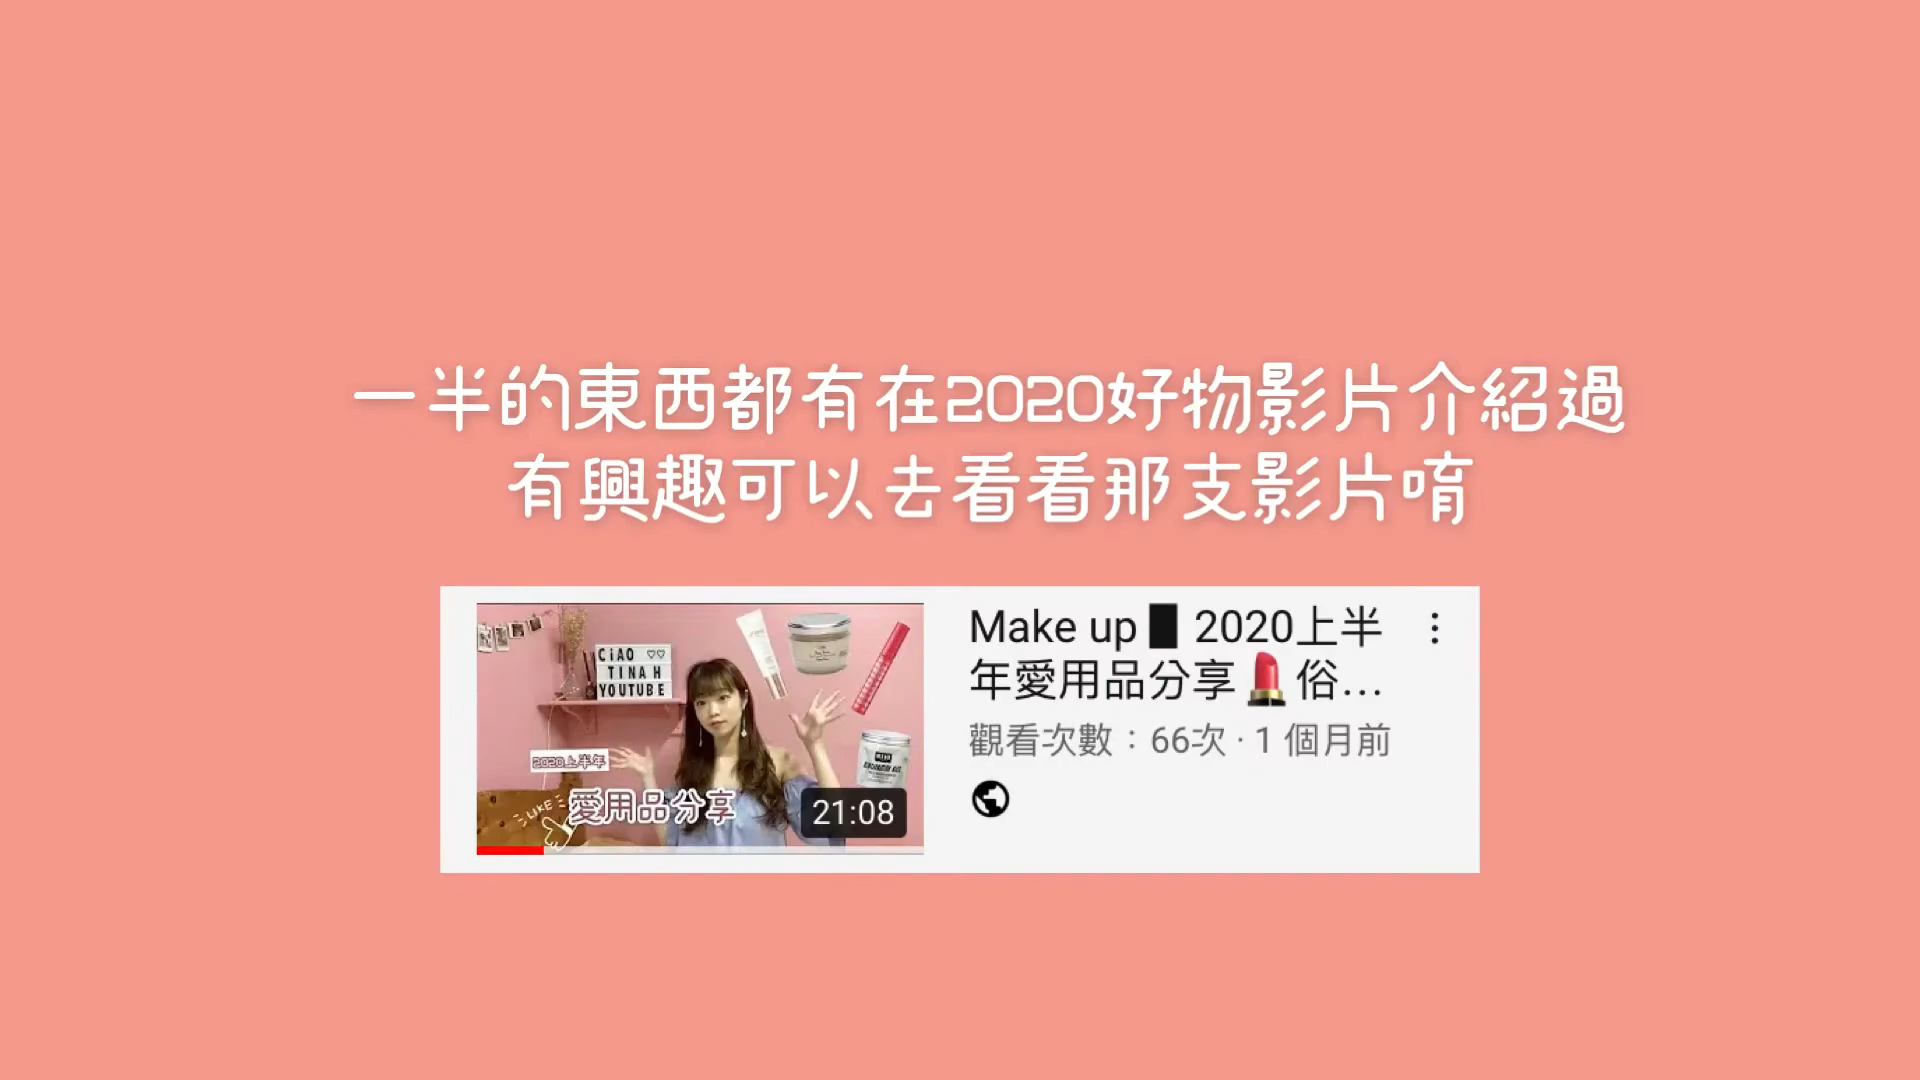 一半的東西都有在2020好物影片介紹過
有興趣可以去看看那支影片唷
CiAO ♡♡
TINA H
YOUTUBE
2020上半年
LIKE
愛用品分享
21:08
Make up▉ 2020上半
年愛用品分享💄 俗...
觀看次數：66次 · 1 個月前